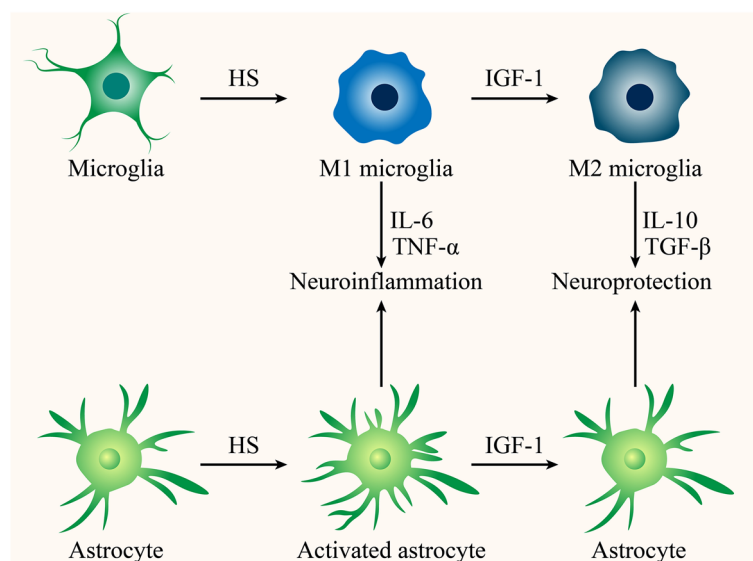 HS
IGF-1
Microglia
M1 microglia
M2 microglia
IL-6
TNF-α
IL-10
TGF-β
Neuroinflammation
Neuroprotection
HS
IGF-1
Astrocyte
Activated astrocyte
Astrocyte